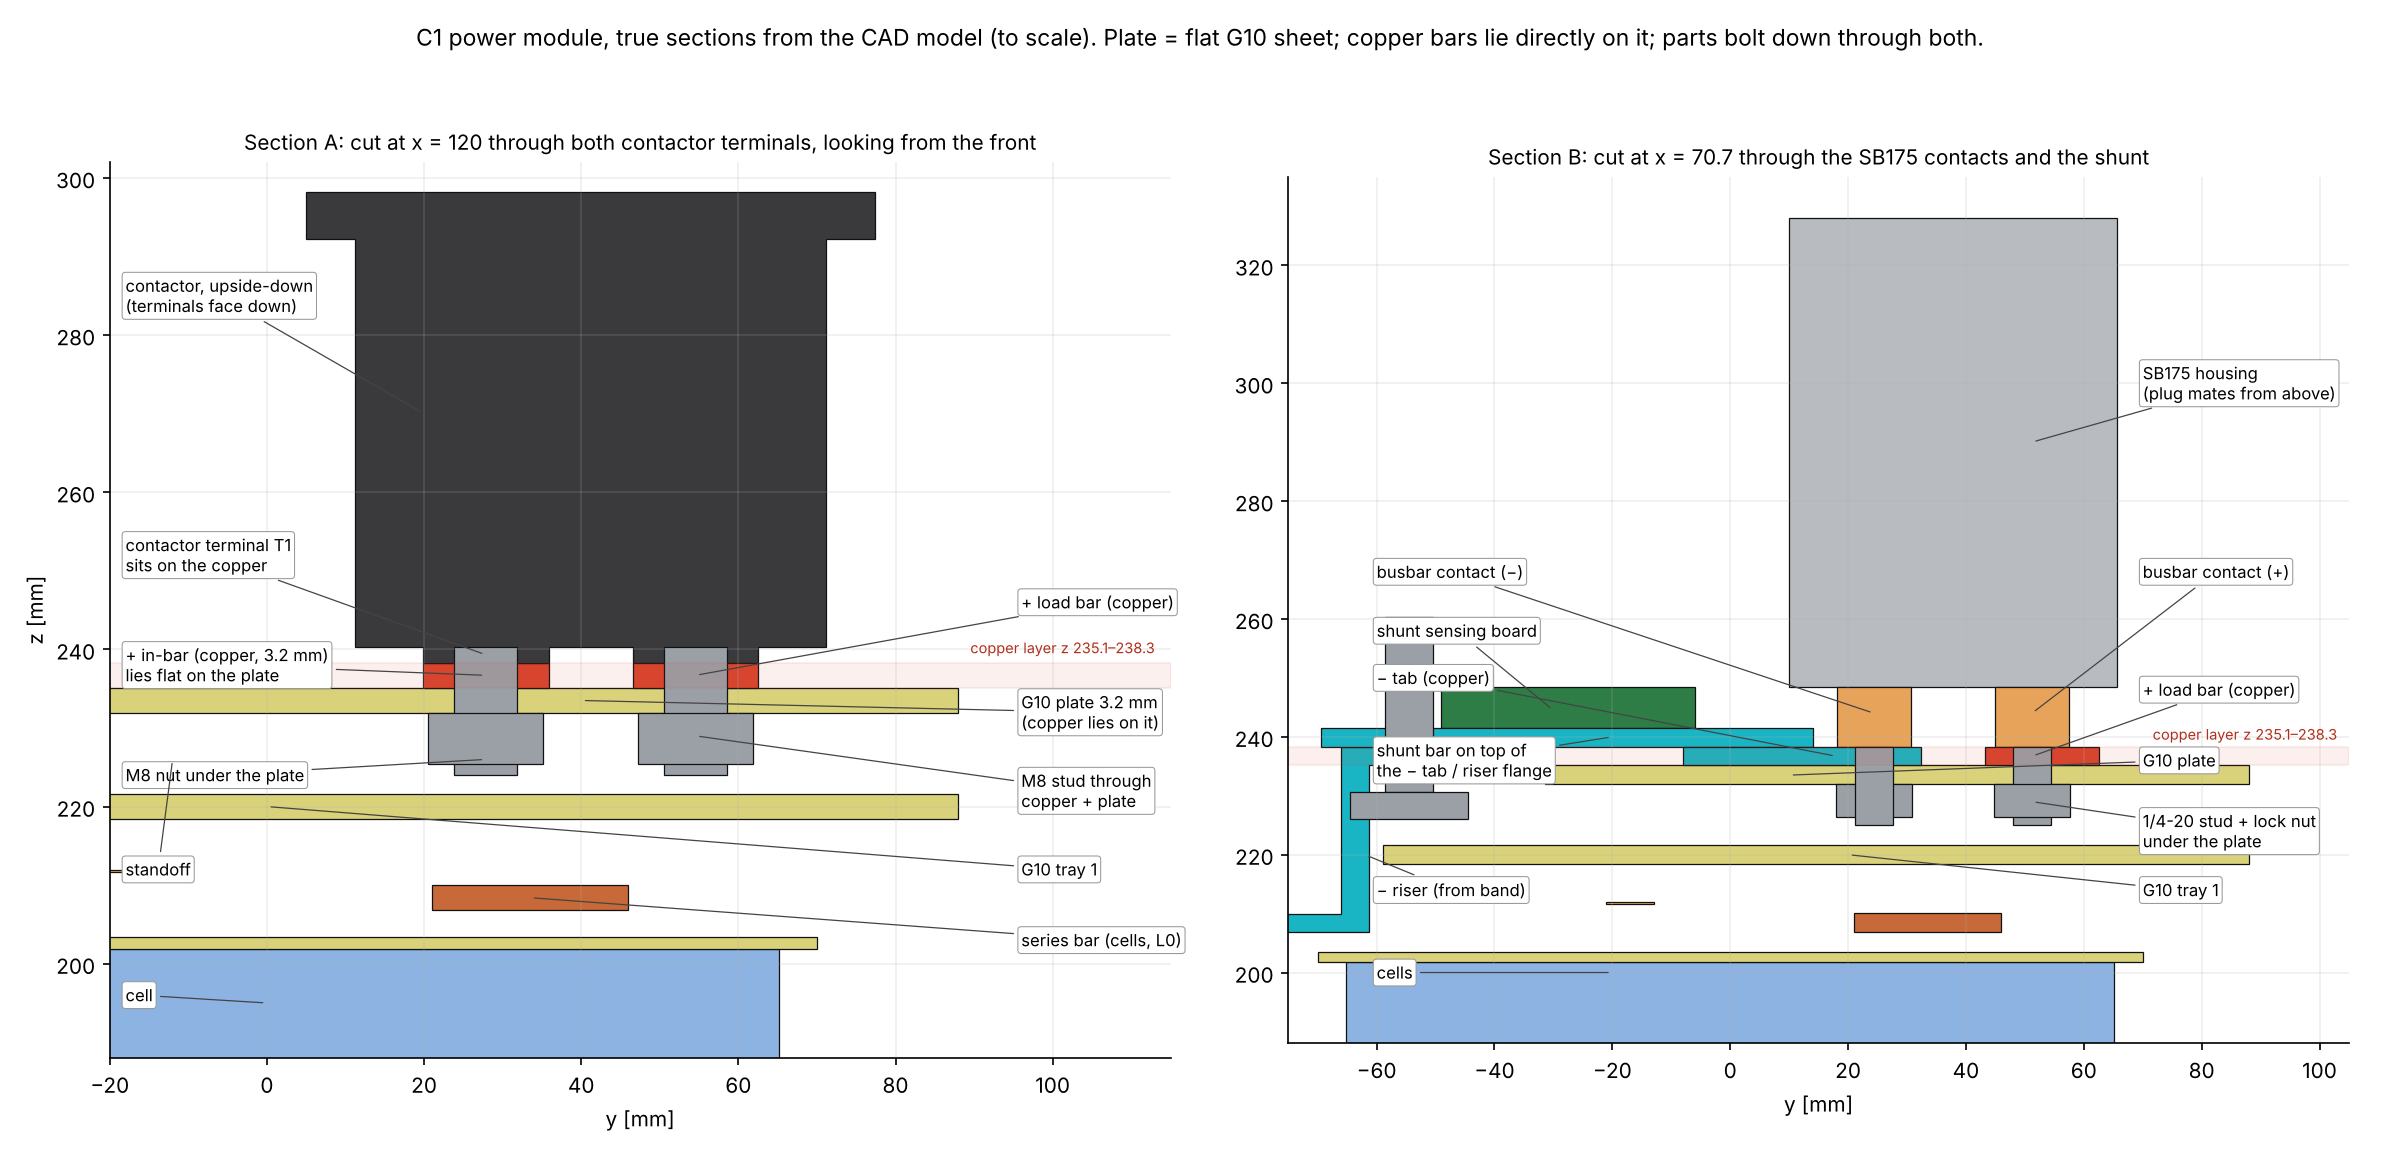 C1 power module, true sections from the CAD model (to scale). Plate = flat G10 sheet; copper bars lie directly on it; parts bolt down through both.
Section A: cut at x = 120 through both contactor terminals, looking from the front
300
280
260
240
220
200
z [mm]
−20
0
20
40
60
80
100
y [mm]
contactor, upside-down
(terminals face down)
contactor terminal T1
sits on the copper
+ in-bar (copper, 3.2 mm)
lies flat on the plate
M8 nut under the plate
standoff
cell
+ load bar (copper)
copper layer z 235.1–238.3
G10 plate 3.2 mm
(copper lies on it)
M8 stud through
copper + plate
G10 tray 1
series bar (cells, L0)
Section B: cut at x = 70.7 through the SB175 contacts and the shunt
320
300
280
260
240
220
200
−60
−40
−20
0
20
40
60
80
100
y [mm]
busbar contact (−)
shunt sensing board
− tab (copper)
shunt bar on top of
the − tab / riser flange
− riser (from band)
cells
SB175 housing
(plug mates from above)
busbar contact (+)
+ load bar (copper)
copper layer z 235.1–238.3
G10 plate
1/4-20 stud + lock nut
under the plate
G10 tray 1